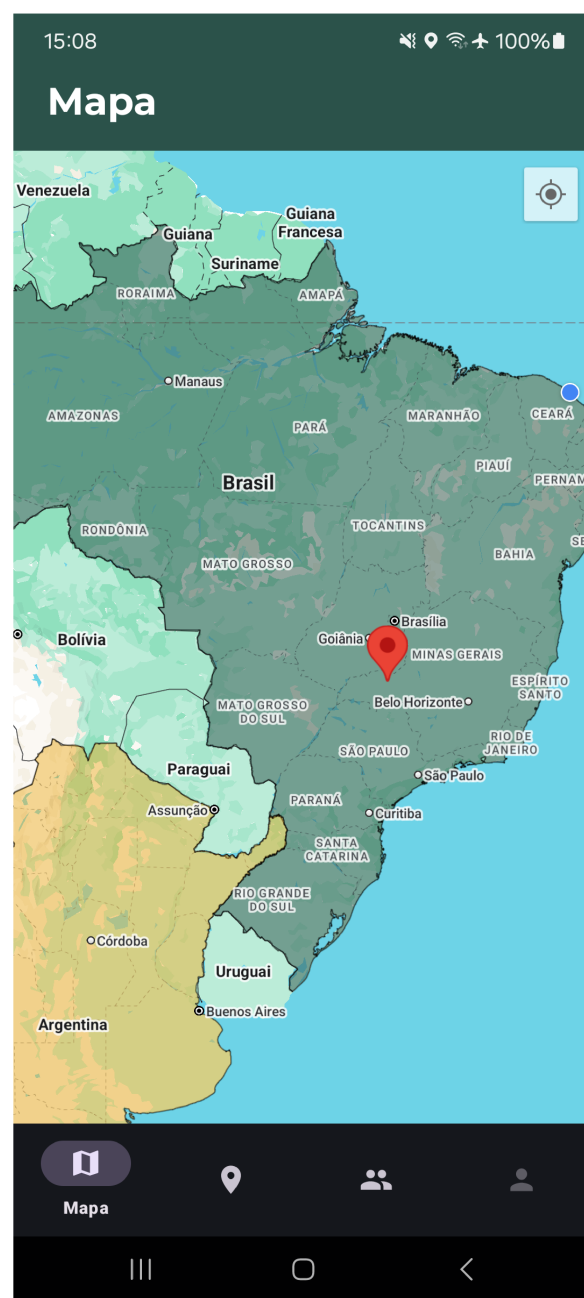 15:08
100%
Mapa
Venezuela
Guiana
Guiana
Francesa
Suriname
RORAIMA
AMAPÁ
Manaus
AMAZONAS
PARÁ
MARANHÃO
CEARÁ
PIAUÍ
Brasil
PERNAM
RONDÔNIA
TOCANTINS
SE
MATO GROSSO
BAHIA
Brasília
Goiânia
Bolívia
MINAS GERAIS
ESPÍRITO
SANTO
Belo Horizonte
MATO GROSSO
DO SUL
RIO DE
JANEIRO
SÃO PAULO
Paraguai
São Paulo
PARANÁ
Assunção
Curitiba
SANTA
CATARINA
RIO GRANDE
DO SUL
Córdoba
Uruguai
Buenos Aires
Argentina
Mapa